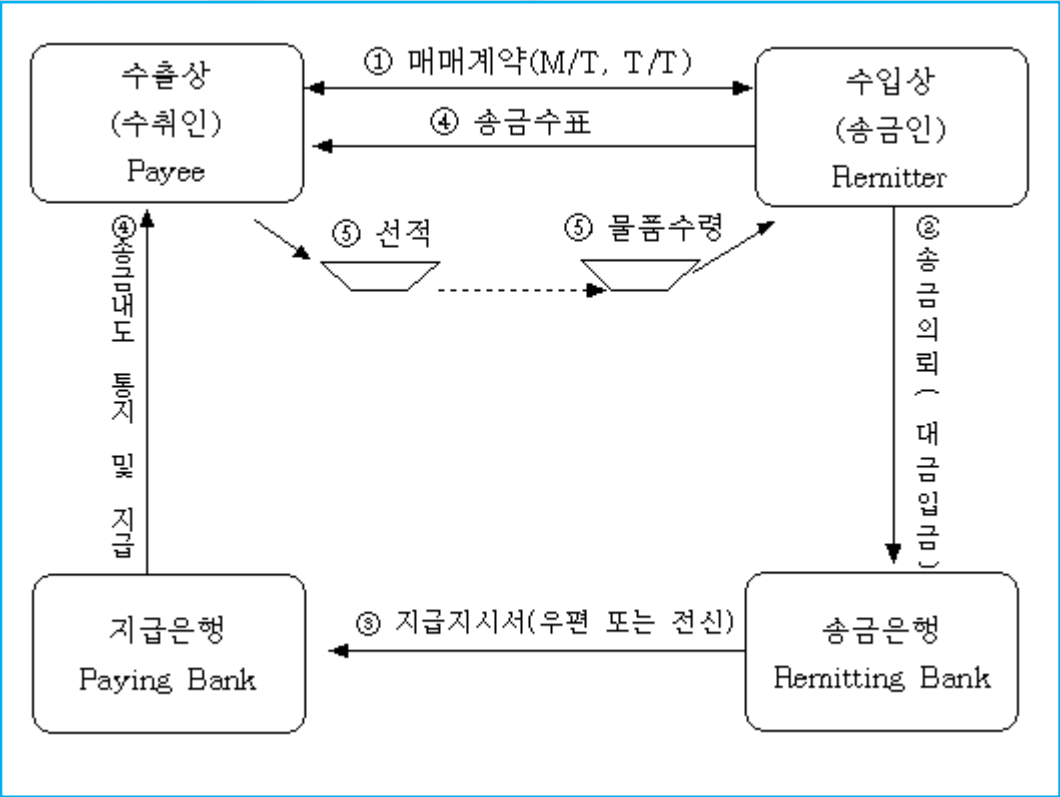 수출상
(수취인)
Payee
① 매매계약(M/T, T/T)
④ 송금수표
수입상
(송금인)
Remitter
⑤ 선적
⑤ 물품수령
④송금내도 통지 및 지급
② 송금의뢰(대금입금)
지급은행
Paying Bank
③ 지급지시서(우편 또는 전신)
송금은행
Remitting Bank